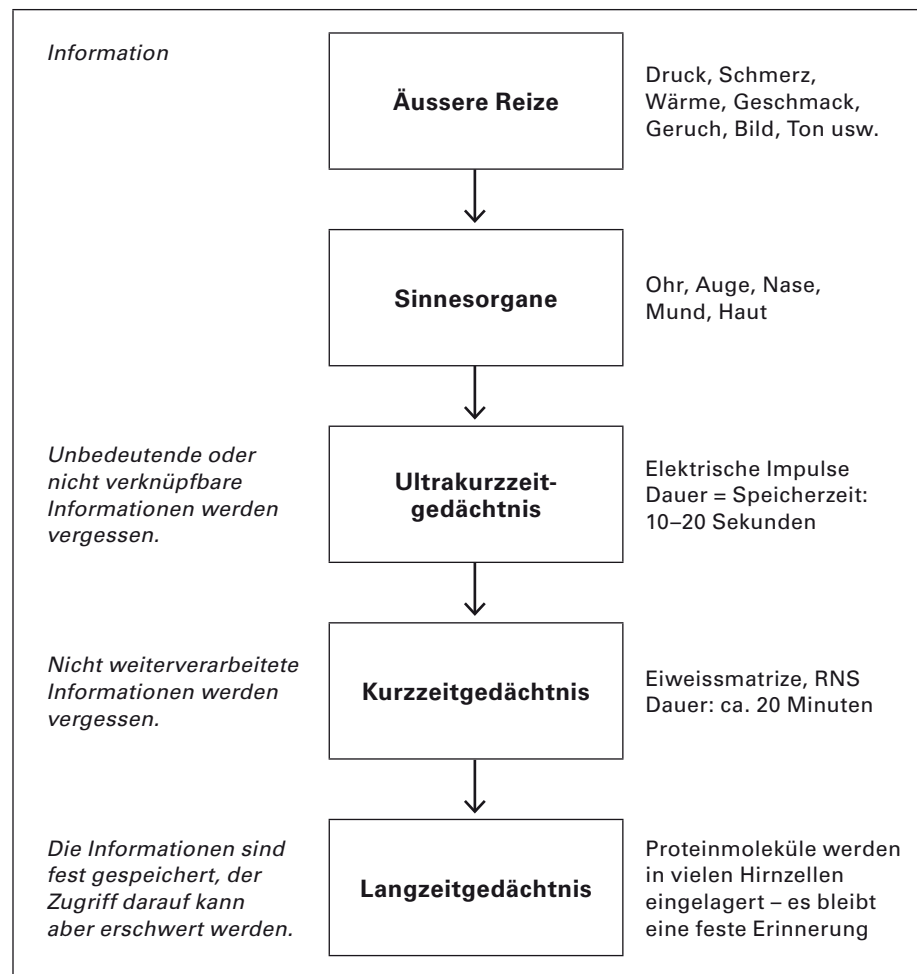 Information
Äussere Reize
Druck, Schmerz,
Wärme, Geschmack,
Geruch, Bild, Ton usw.
Sinnesorgane
Ohr, Auge, Nase,
Mund, Haut
Unbedeutende oder
nicht verknüpfbare
Informationen werden
vergessen.
Ultrakurzzeit-
gedächtnis
Elektrische Impulse
Dauer = Speicherzeit:
10–20 Sekunden
Nicht weiterverarbeitete
Informationen werden
vergessen.
Kurzzeitgedächtnis
Eiweissmatrize, RNS
Dauer: ca. 20 Minuten
Die Informationen sind
fest gespeichert, der
Zugriff darauf kann
aber erschwert werden.
Langzeitgedächtnis
Proteinmoleküle werden
in vielen Hirnzellen
eingelagert – es bleibt
eine feste Erinnerung